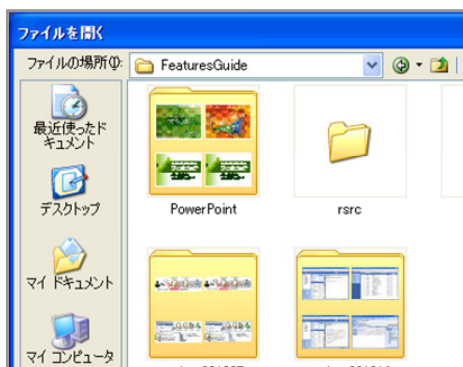 ファイルを開く
ファイルの場所(I):
FeaturesGuide
最近使ったド
キュメント
デスクトップ
マイ ドキュメント
マイ コンピュータ
PowerPoint
rsrc